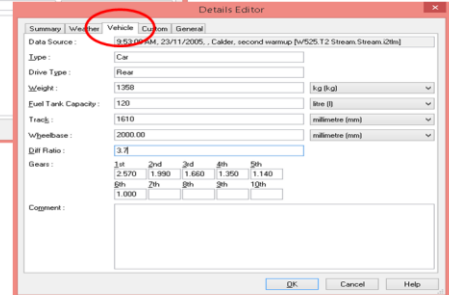 Details Editor
Summary Weather Vehicle Custom General
Data Source : 9:53:00 AM, 23/11/2005, , Calder, second warmup [W525.T2 Stream.Stream.i2lns]
Type : Car
Drive Type : Rear
Weight : 1358 kg (kg)
Fuel Tank Capacity : 120 litre (l)
Track : 1610 millimetre (mm)
Wheelbase : 2000.00 millimetre (mm)
Diff Ratio : 3.7
Gears : 1st 2nd 3rd 4th 5th
2.570 1.990 1.660 1.350 1.140
6th 7th 8th 9th 10th
1.000
Comment :
OK Cancel Help